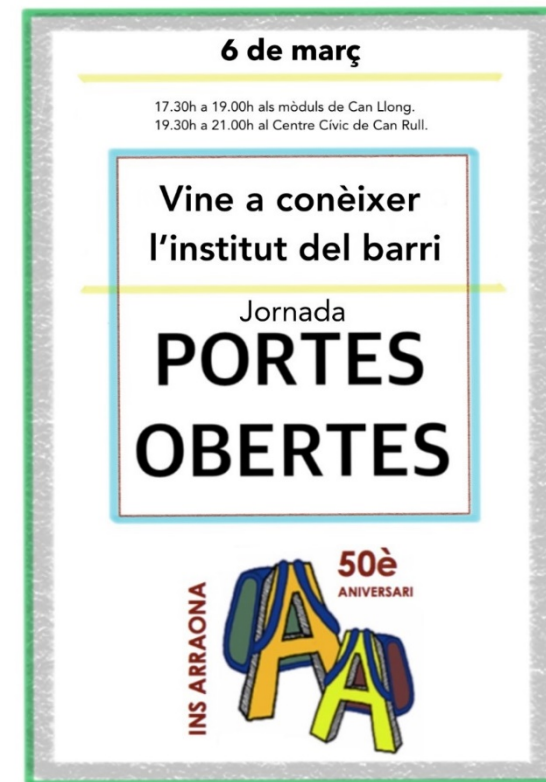 6 de març
17.30h a 19.00h als mòduls de Can Llong.
19.30h a 21.00h al Centre Cívic de Can Rull.
Vine a conèixer
l'institut del barri
Jornada
PORTES
OBERTES
INS ARRAONA
AA
50è
ANIVERSARI